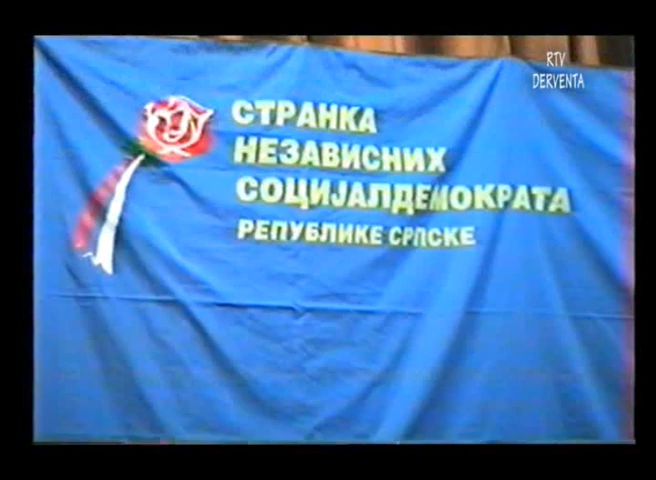 RTV
DERVENTA
СТРАНКА
НЕЗАВИСНИХ
СОЦИЈАЛДЕМОКРАТА
РЕПУБЛИКЕ СРПСКЕ